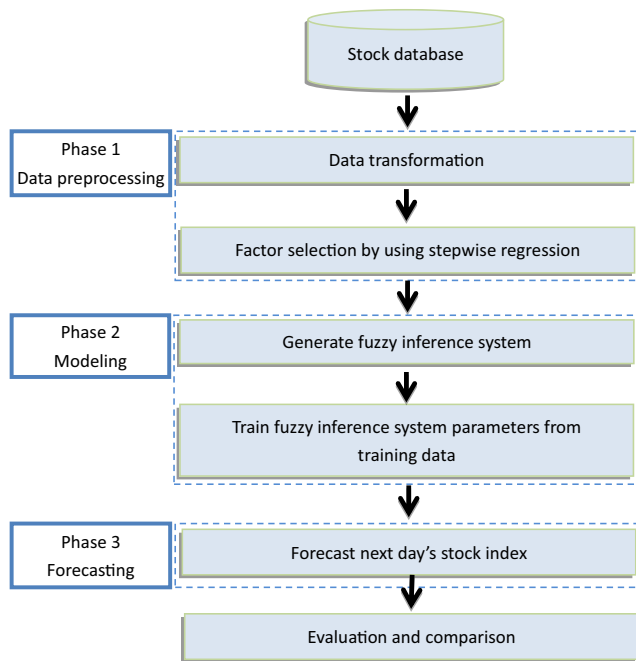 Stock database
Phase 1
Data preprocessing
Data transformation
Factor selection by using stepwise regression
Phase 2
Modeling
Generate fuzzy inference system
Train fuzzy inference system parameters from
training data
Phase 3
Forecasting
Forecast next day's stock index
Evaluation and comparison